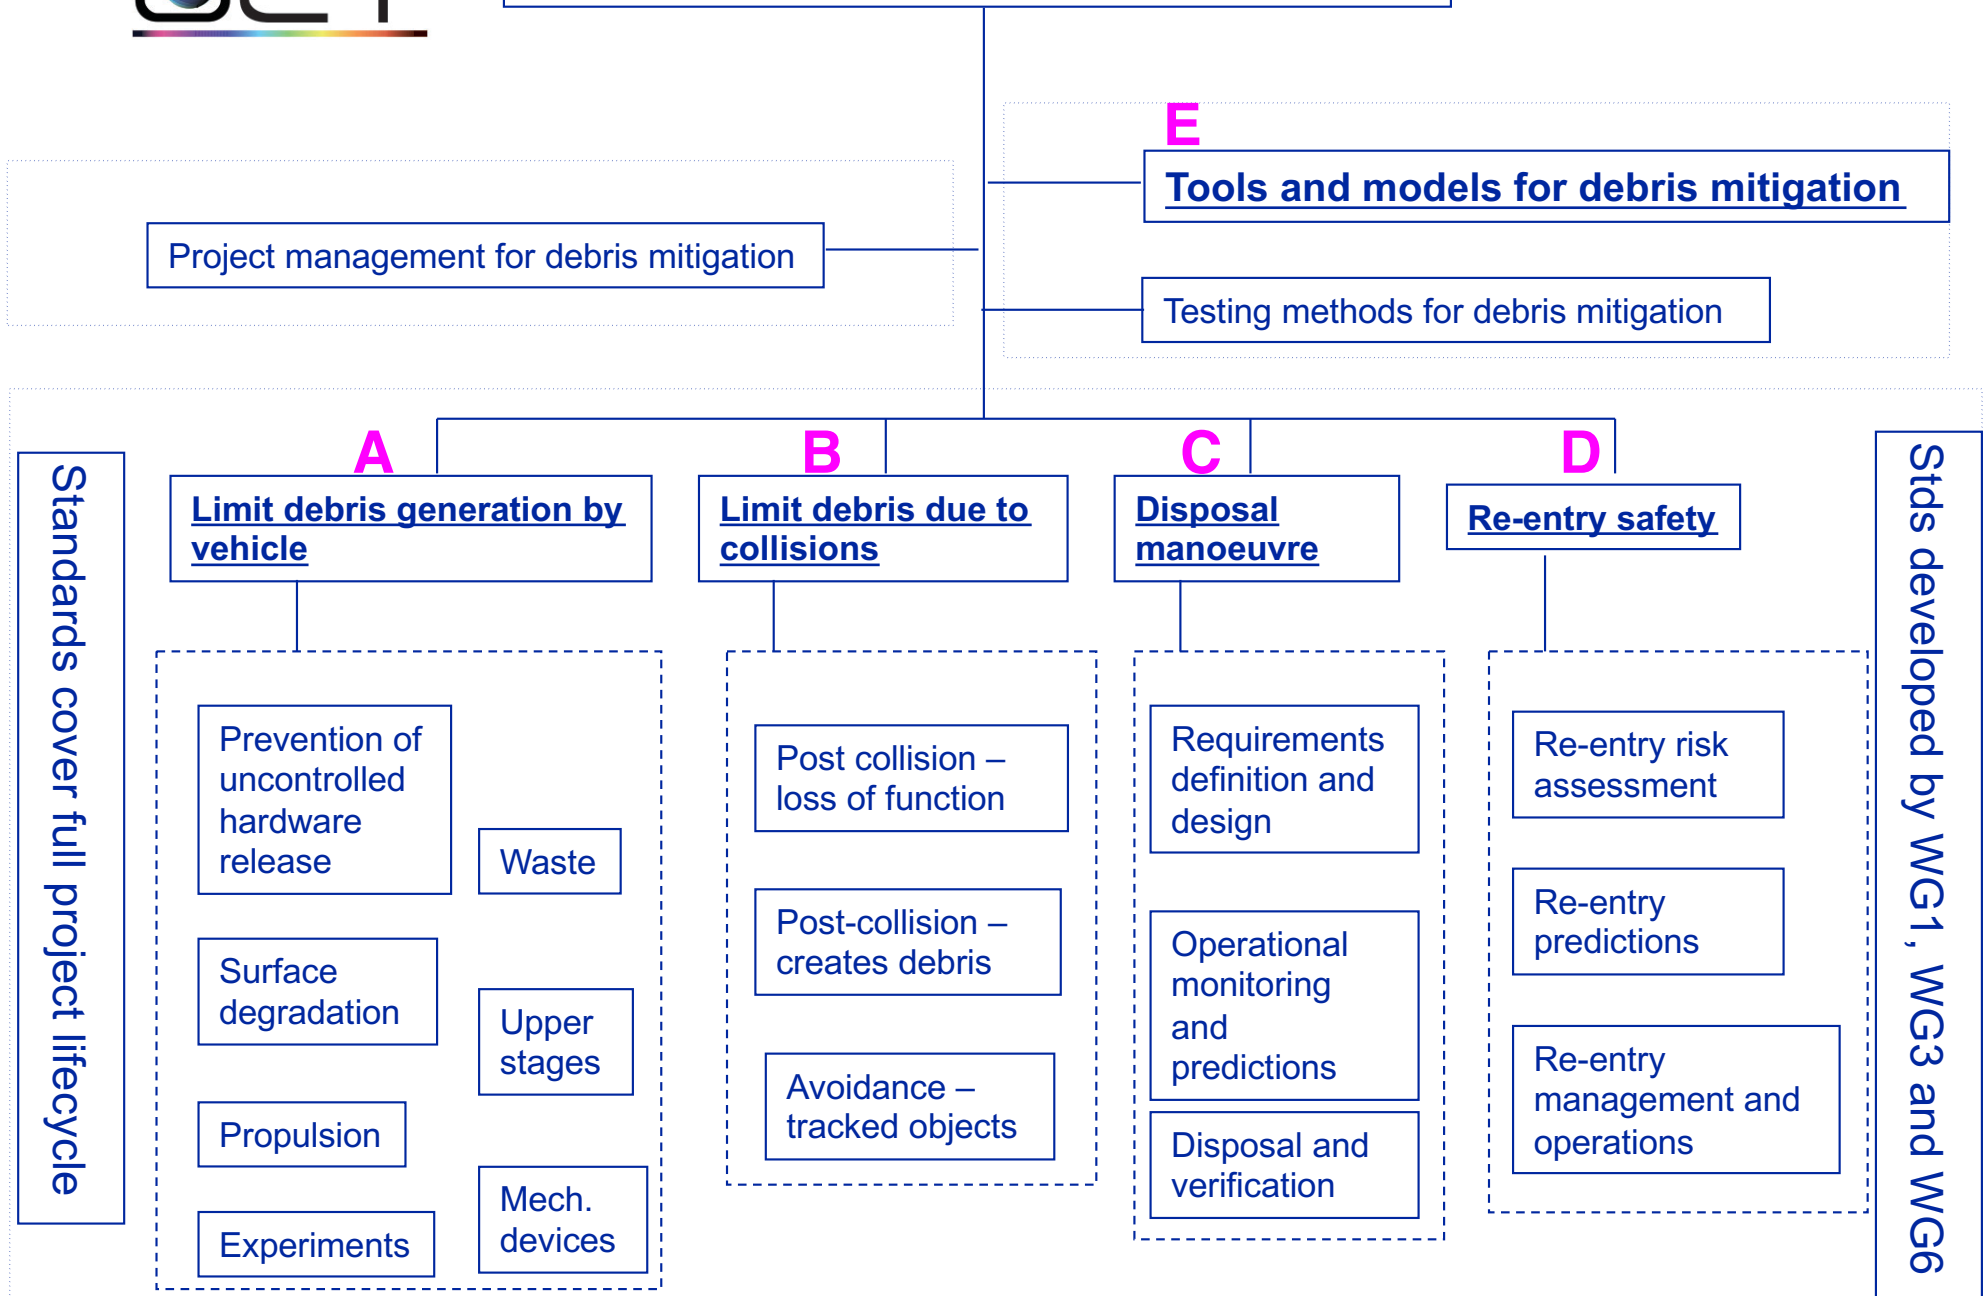 E
Tools and models for debris mitigation
Project management for debris mitigation
Testing methods for debris mitigation
A
B
C
D
Standards cover full project lifecycle
Limit debris generation by
vehicle
Prevention of
uncontrolled
hardware
release
Waste
Surface
degradation
Upper
stages
Propulsion
Mech.
devices
Experiments
Limit debris due to
collisions
Post collision –
loss of function
Post-collision –
creates debris
Avoidance –
tracked objects
Disposal
manoeuvre
Requirements
definition and
design
Operational
monitoring
and
predictions
Disposal and
verification
Re-entry safety
Re-entry risk
assessment
Re-entry
predictions
Re-entry
management and
operations
Stds developed by WG1, WG3 and WG6